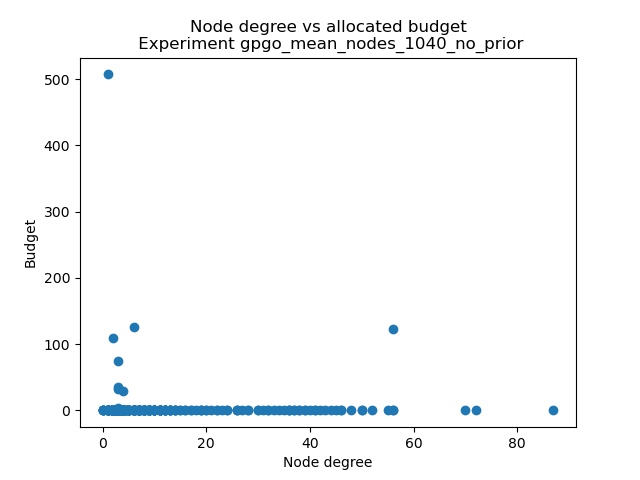 Node degree vs allocated budget
Experiment gpgo_mean_nodes_1040_no_prior
500
400
300
200
100
0
Budget
0 20 40 60 80
Node degree